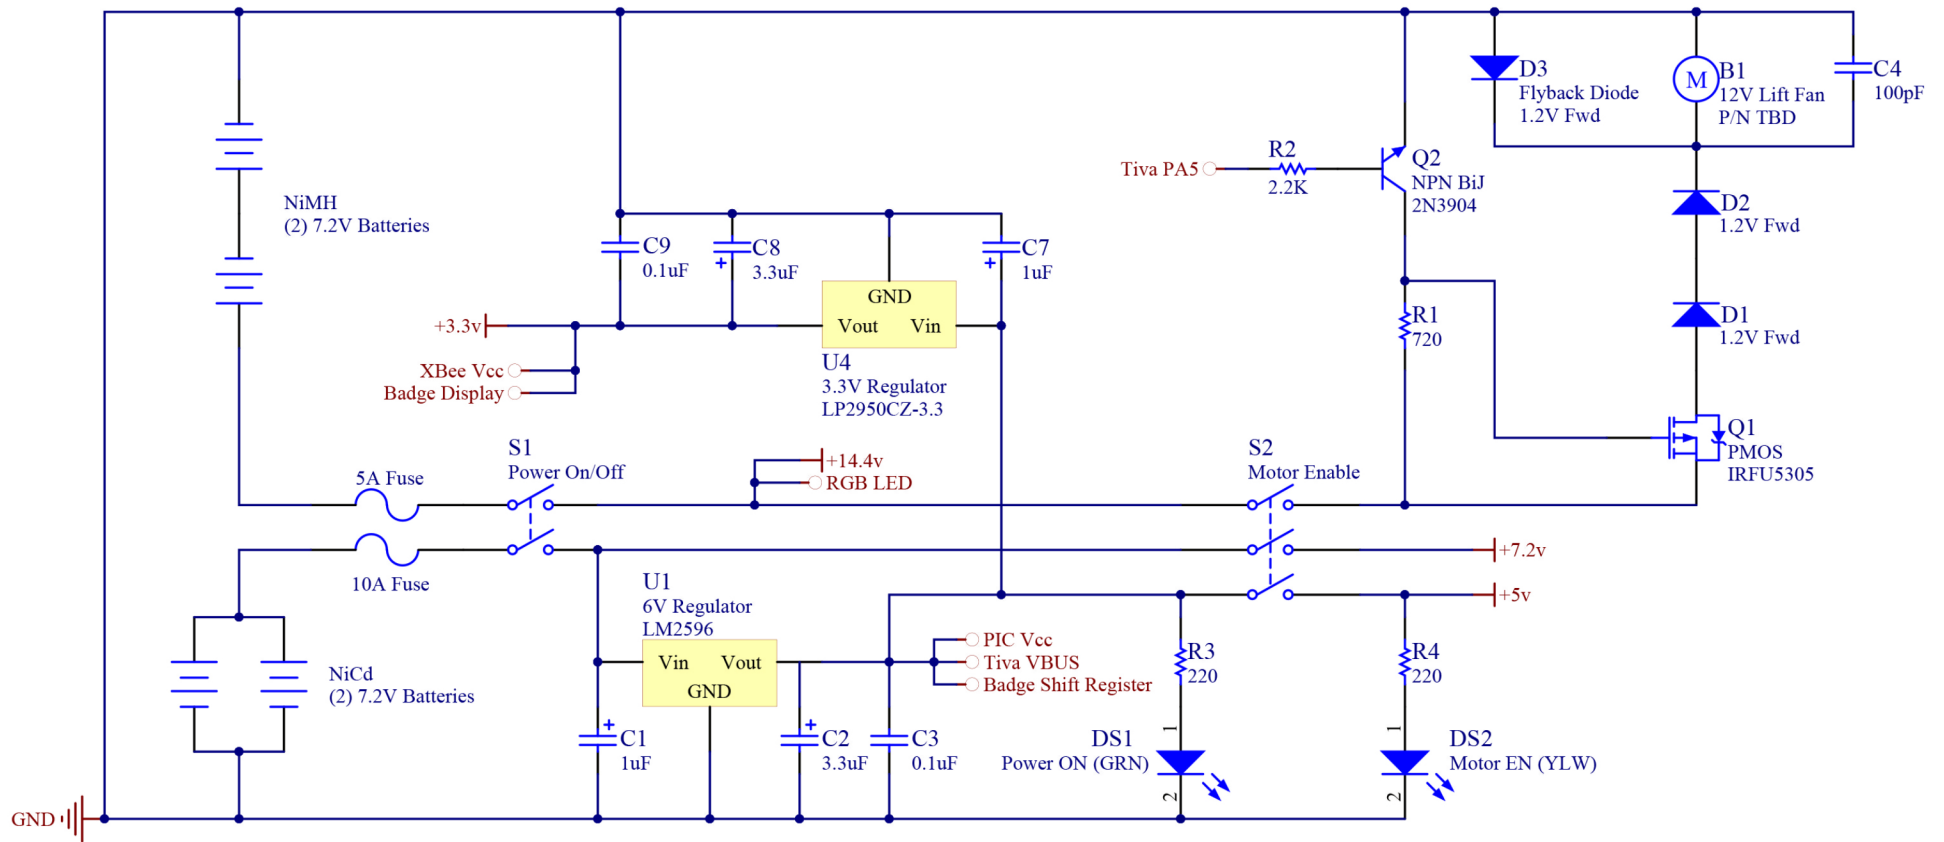 D3
Flyback Diode
1.2V Fwd
M
B1
12V Lift Fan
P/N TBD
C4
100pF
Tiva PA5
R2
2.2K
Q2
NPN BiJ
2N3904
NiMH
(2) 7.2V Batteries
D2
1.2V Fwd
C9
0.1uF
C8
3.3uF
+
C7
1uF
+
GND
Vout
Vin
+3.3v
U4
3.3V Regulator
LP2950CZ-3.3
XBee Vcc
Badge Display
R1
720
D1
1.2V Fwd
Q1
PMOS
IRFU5305
S1
Power On/Off
5A Fuse
+14.4v
RGB LED
S2
Motor Enable
10A Fuse
+7.2v
+5v
U1
6V Regulator
LM2596
Vin
Vout
GND
PIC Vcc
Tiva VBUS
Badge Shift Register
R3
220
R4
220
NiCd
(2) 7.2V Batteries
+
C1
1uF
+
C2
3.3uF
C3
0.1uF
1
DS1
Power ON (GRN)
2
1
DS2
Motor EN (YLW)
2
GND